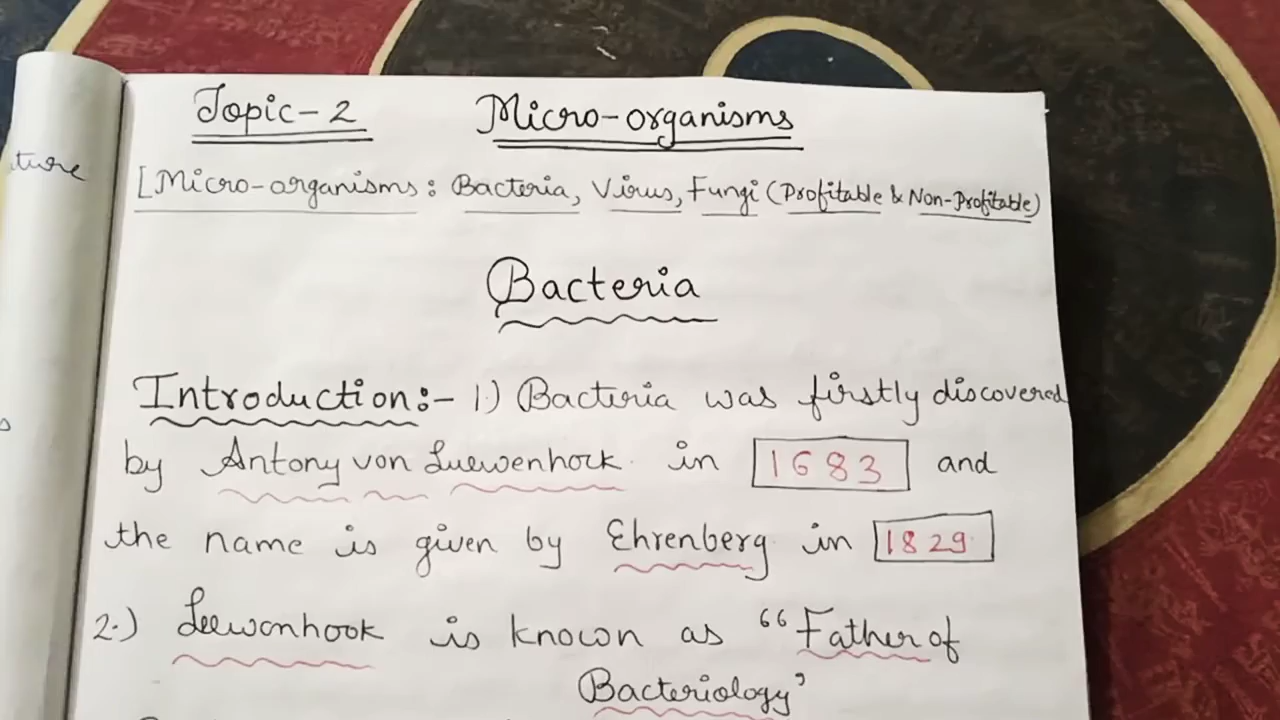 Topic-2 Micro-organisms
ture
[Micro-organisms: Bacteria, Virus, Fungi (Profitable & Non-Profitable)
Bacteria
Introduction:- 1.) Bacteria was firstly discovered
by Antony von Luewenhock in 1683 and
the name is given by Ehrenberg in 1829
2.) Leewonhook is known as "Father of
Bacteriology'